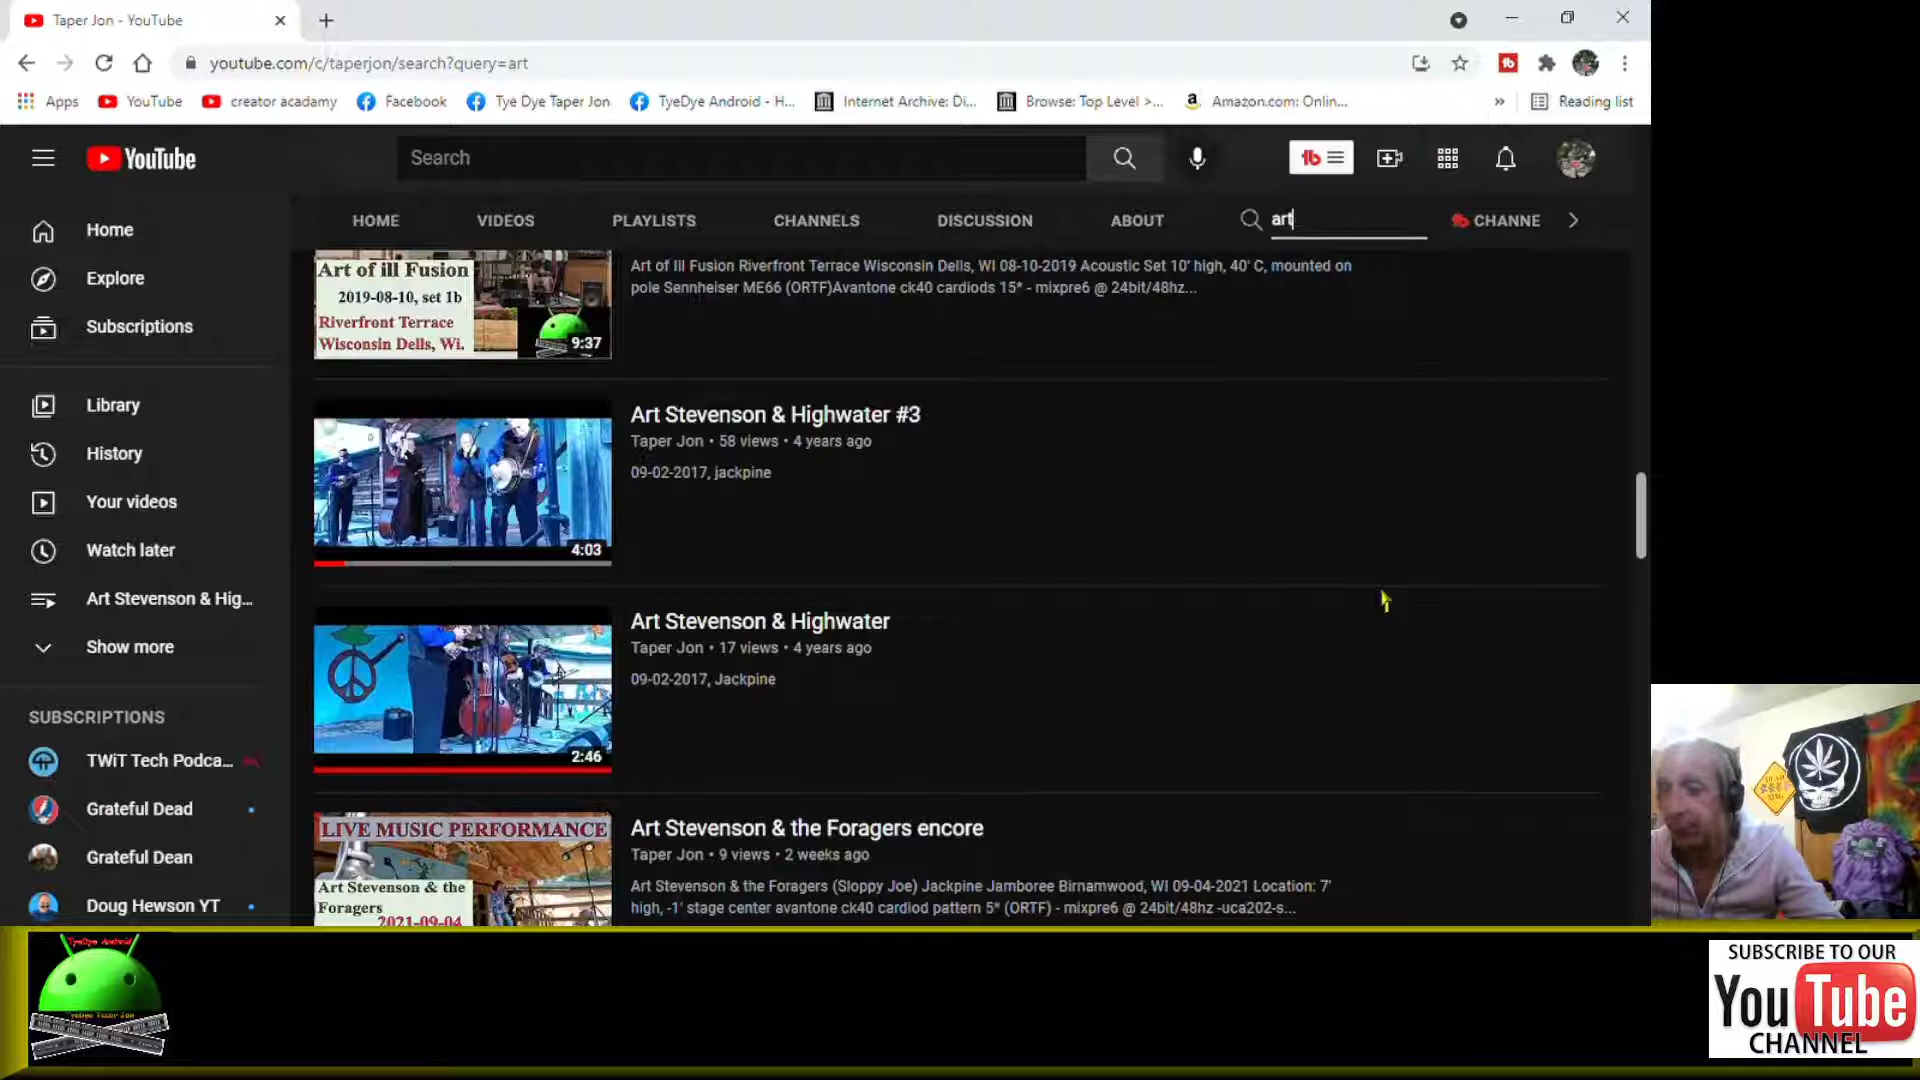 Taper Jon - YouTube
youtube.com/c/taperjon/search?query=art
Apps
YouTube
creator acadamy
Facebook
Tye Dye Taper Jon
TyeDye Android - H...
Internet Archive: Di...
Browse: Top Level >...
Amazon.com: Onlin...
»
Reading list
YouTube
Search
tb
HOME
VIDEOS
PLAYLISTS
CHANNELS
DISCUSSION
ABOUT
art
CHANNE
Home
Explore
Subscriptions
Library
History
Your videos
Watch later
Art Stevenson & Hig...
Show more
SUBSCRIPTIONS
TWiT Tech Podca...
Grateful Dead
Grateful Dean
Doug Hewson YT
Art of ill Fusion
2019-08-10, set 1b
Riverfront Terrace
Wisconsin Dells, Wi.
9:37
Art of Ill Fusion Riverfront Terrace Wisconsin Dells, WI 08-10-2019 Acoustic Set 10' high, 40' C, mounted on
pole Sennheiser ME66 (ORTF)Avantone ck40 cardiods 15* - mixpre6 @ 24bit/48hz...
4:03
Art Stevenson & Highwater #3
Taper Jon • 58 views • 4 years ago
09-02-2017, jackpine
2:46
Art Stevenson & Highwater
Taper Jon • 17 views • 4 years ago
09-02-2017, Jackpine
LIVE MUSIC PERFORMANCE
Art Stevenson & the
Foragers
2021-09-04
Art Stevenson & the Foragers encore
Taper Jon • 9 views • 2 weeks ago
Art Stevenson & the Foragers (Sloppy Joe) Jackpine Jamboree Birnamwood, WI 09-04-2021 Location: 7'
high, -1' stage center avantone ck40 cardiod pattern 5* (ORTF) - mixpre6 @ 24bit/48hz -uca202-s...
TyeDye Android
TyeDye Taper Jon
SUBSCRIBE TO OUR
YouTube
CHANNEL